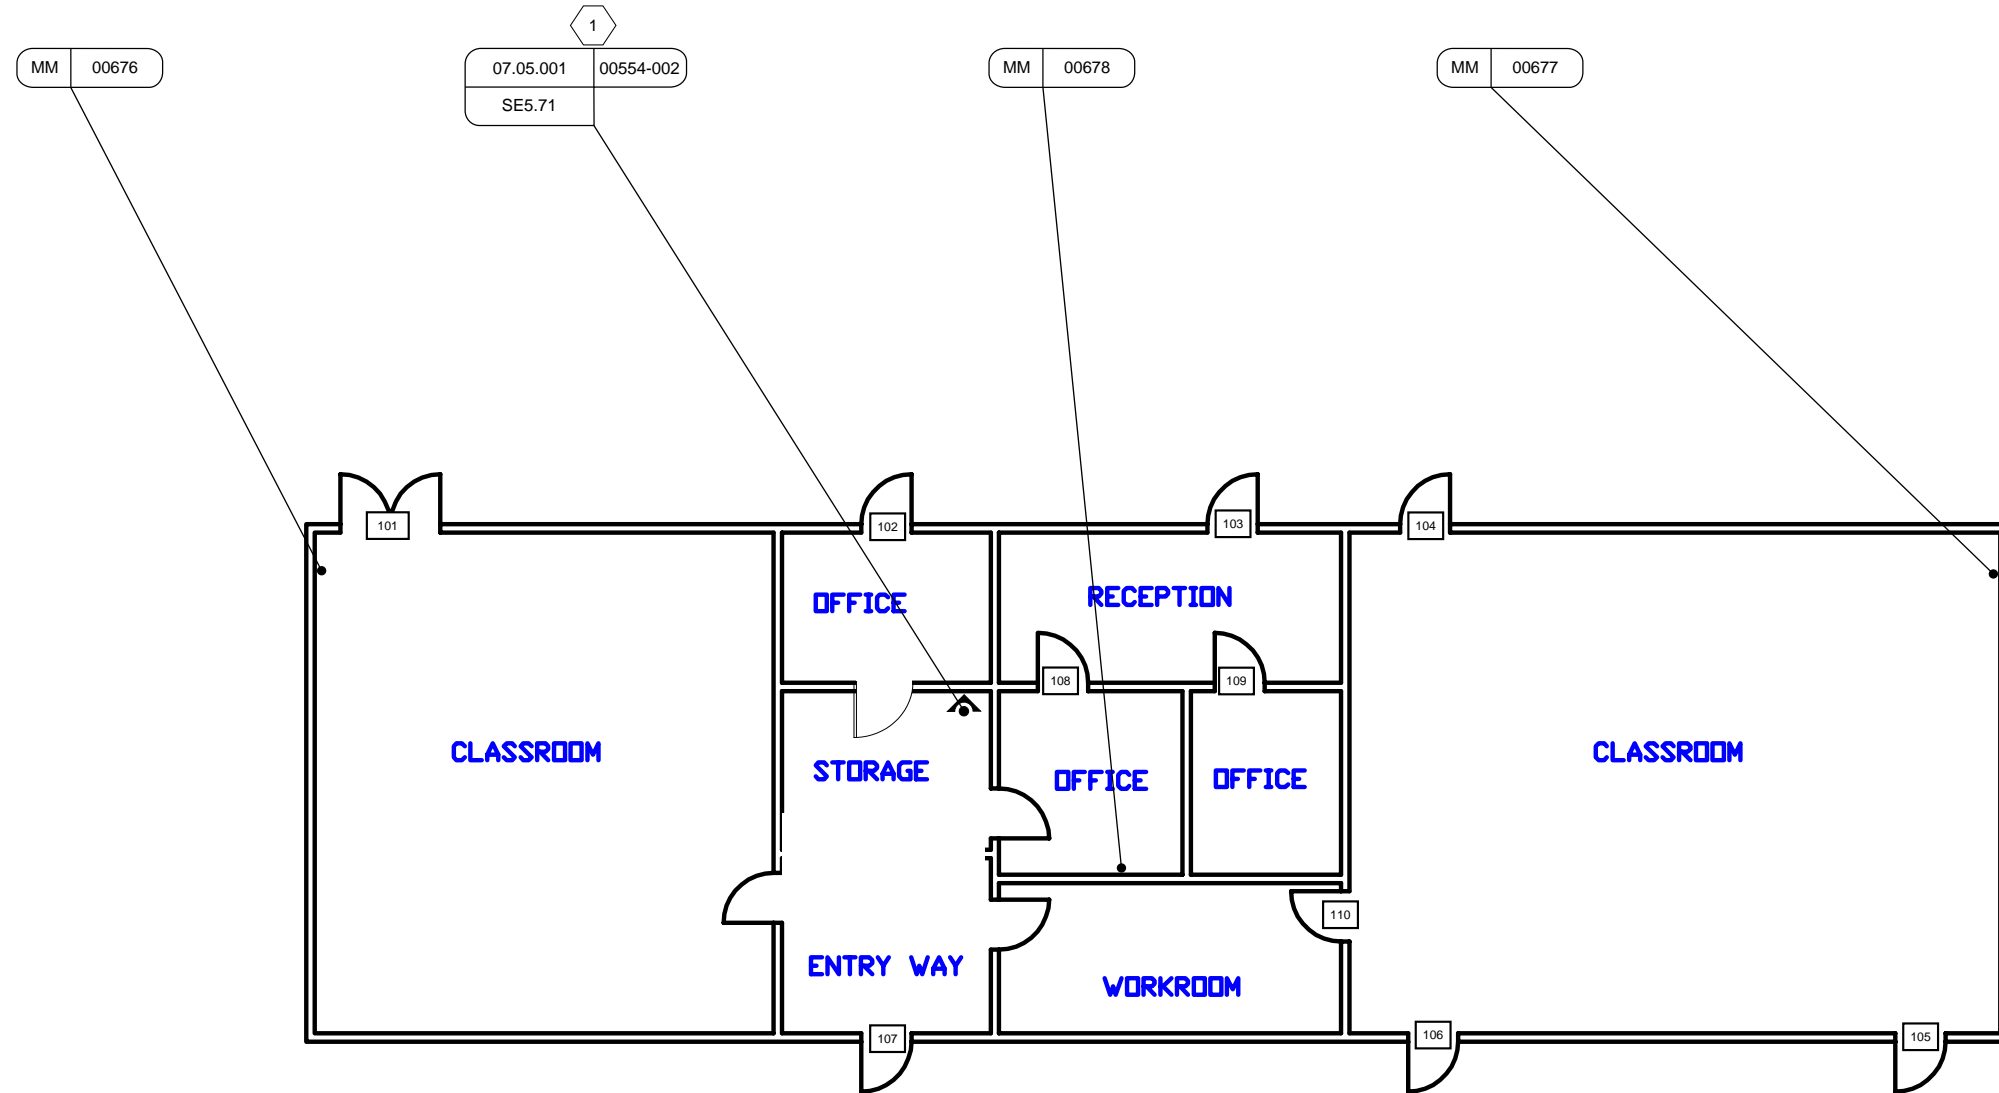 1
MM 00676
07.05.001 00554-002
SE5.71
MM 00678
MM 00677
101
102
103
104
OFFICE
RECEPTION
108
109
CLASSROOM
STORAGE
OFFICE
OFFICE
CLASSROOM
110
ENTRY WAY
WORKROOM
107
106
105